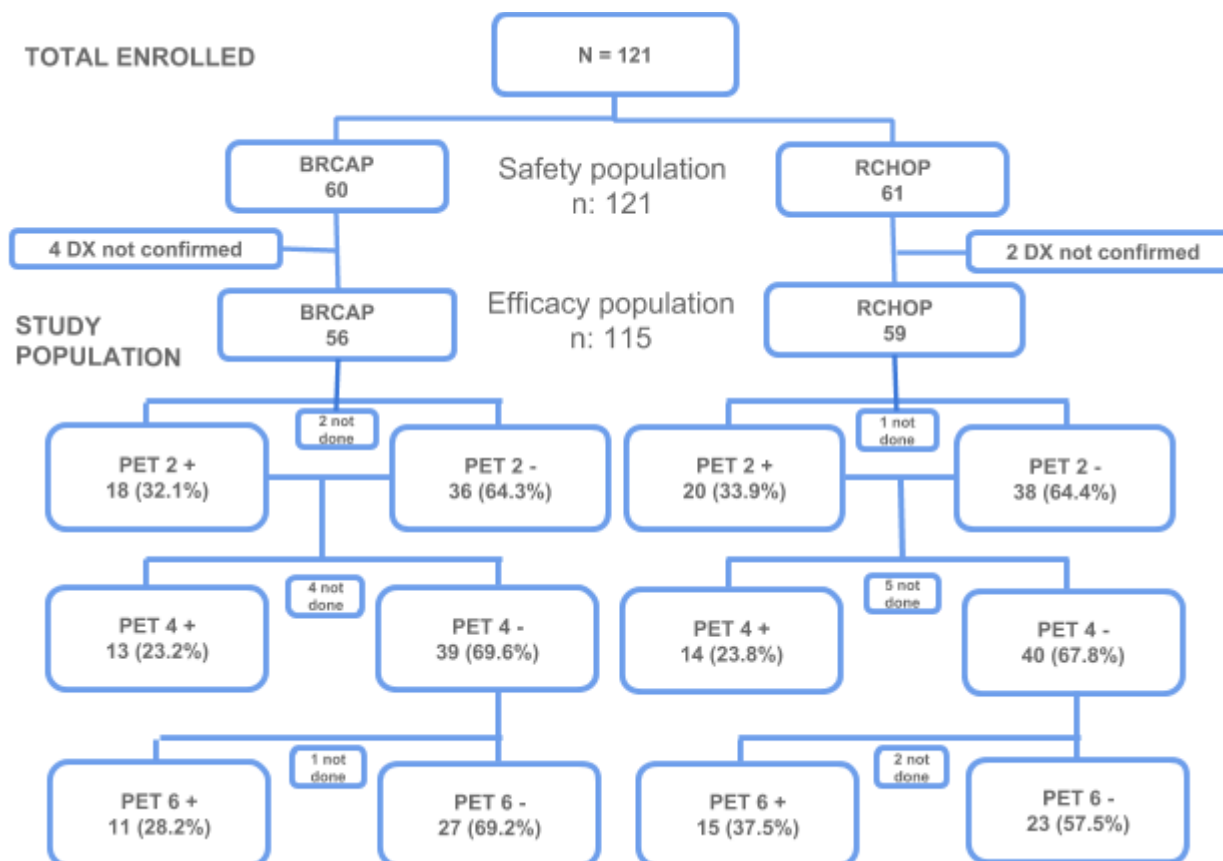 TOTAL ENROLLED
N = 121
BRCAP
60
Safety population
n: 121
RCHOP
61
4 DX not confirmed
2 DX not confirmed
STUDY
POPULATION
BRCAP
56
Efficacy population
n: 115
RCHOP
59
2 not
done
1 not
done
PET 2 +
18 (32.1%)
PET 2 -
36 (64.3%)
PET 2 +
20 (33.9%)
PET 2 -
38 (64.4%)
4 not
done
5 not
done
PET 4 +
13 (23.2%)
PET 4 -
39 (69.6%)
PET 4 +
14 (23.8%)
PET 4 -
40 (67.8%)
1 not
done
2 not
done
PET 6 +
11 (28.2%)
PET 6 -
27 (69.2%)
PET 6 +
15 (37.5%)
PET 6 -
23 (57.5%)